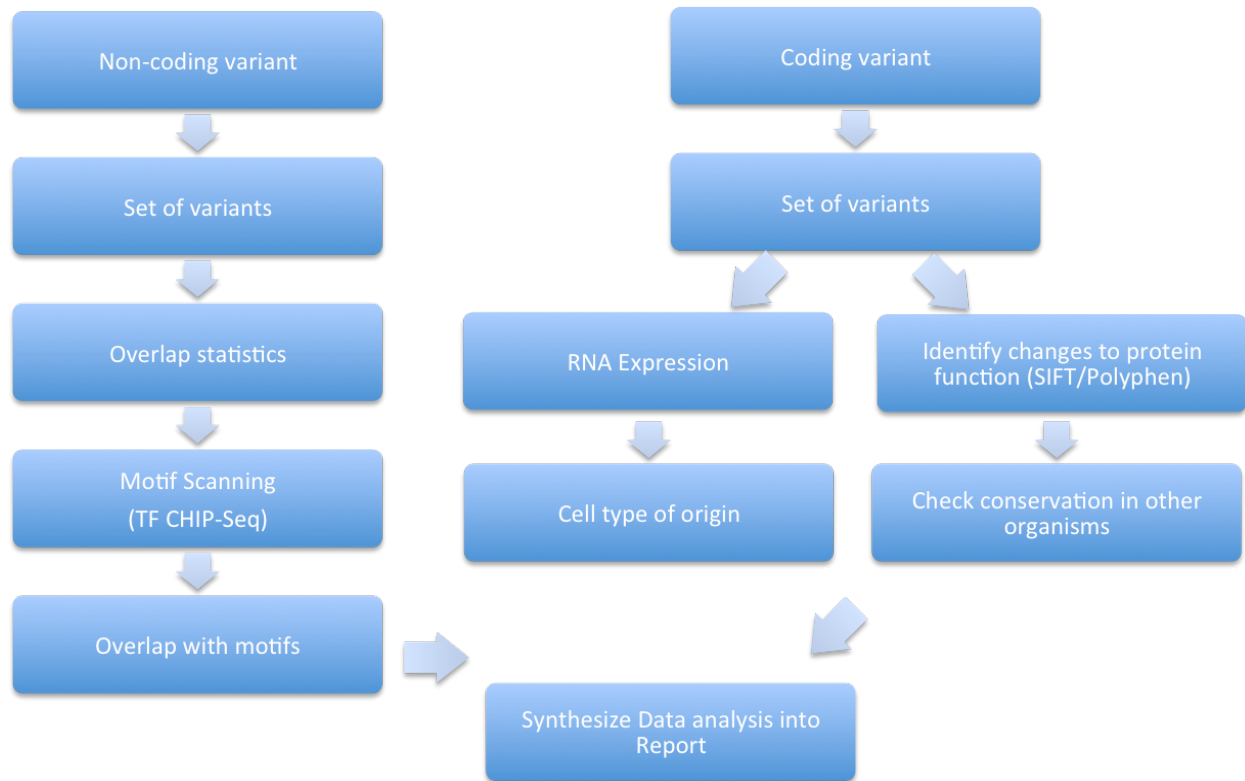 Non-coding variant
Set of variants
Overlap statistics
Motif Scanning
(TF CHIP-Seq)
Overlap with motifs
Coding variant
Set of variants
RNA Expression
Cell type of origin
Identify changes to protein
function (SIFT/Polyphen)
Check conservation in other
organisms
Synthesize Data analysis into
Report